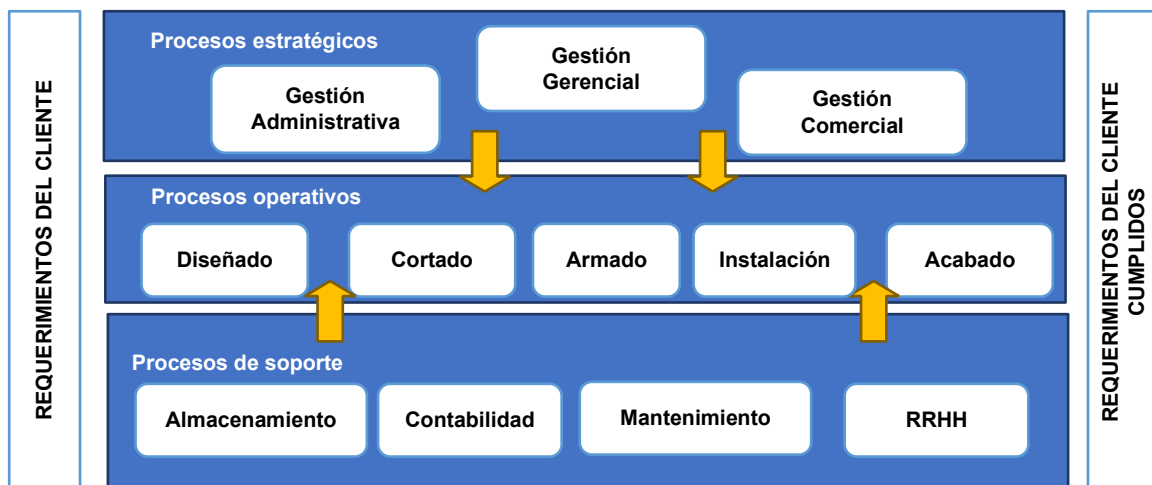 REQUERIMIENTOS DEL CLIENTE
Procesos estratégicos
Gestión
Administrativa
Gestión
Gerencial
Gestión
Comercial
Procesos operativos
Diseñado
Cortado
Armado
Instalación
Acabado
Procesos de soporte
Almacenamiento
Contabilidad
Mantenimiento
RRHH
REQUERIMIENTOS DEL CLIENTE
CUMPLIDOS